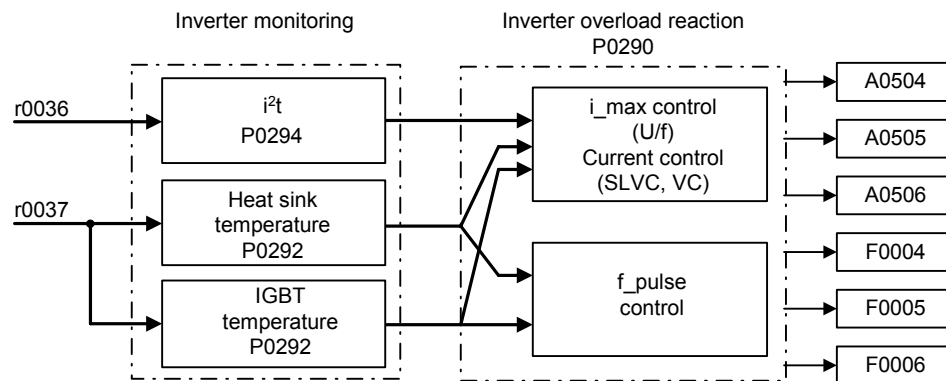 Inverter monitoring
Inverter overload reaction
P0290
r0036
i²t
P0294
r0037
Heat sink
temperature
P0292
IGBT
temperature
P0292
i_max control
(U/f)
Current control
(SLVC, VC)
f_pulse
control
A0504
A0505
A0506
F0004
F0005
F0006